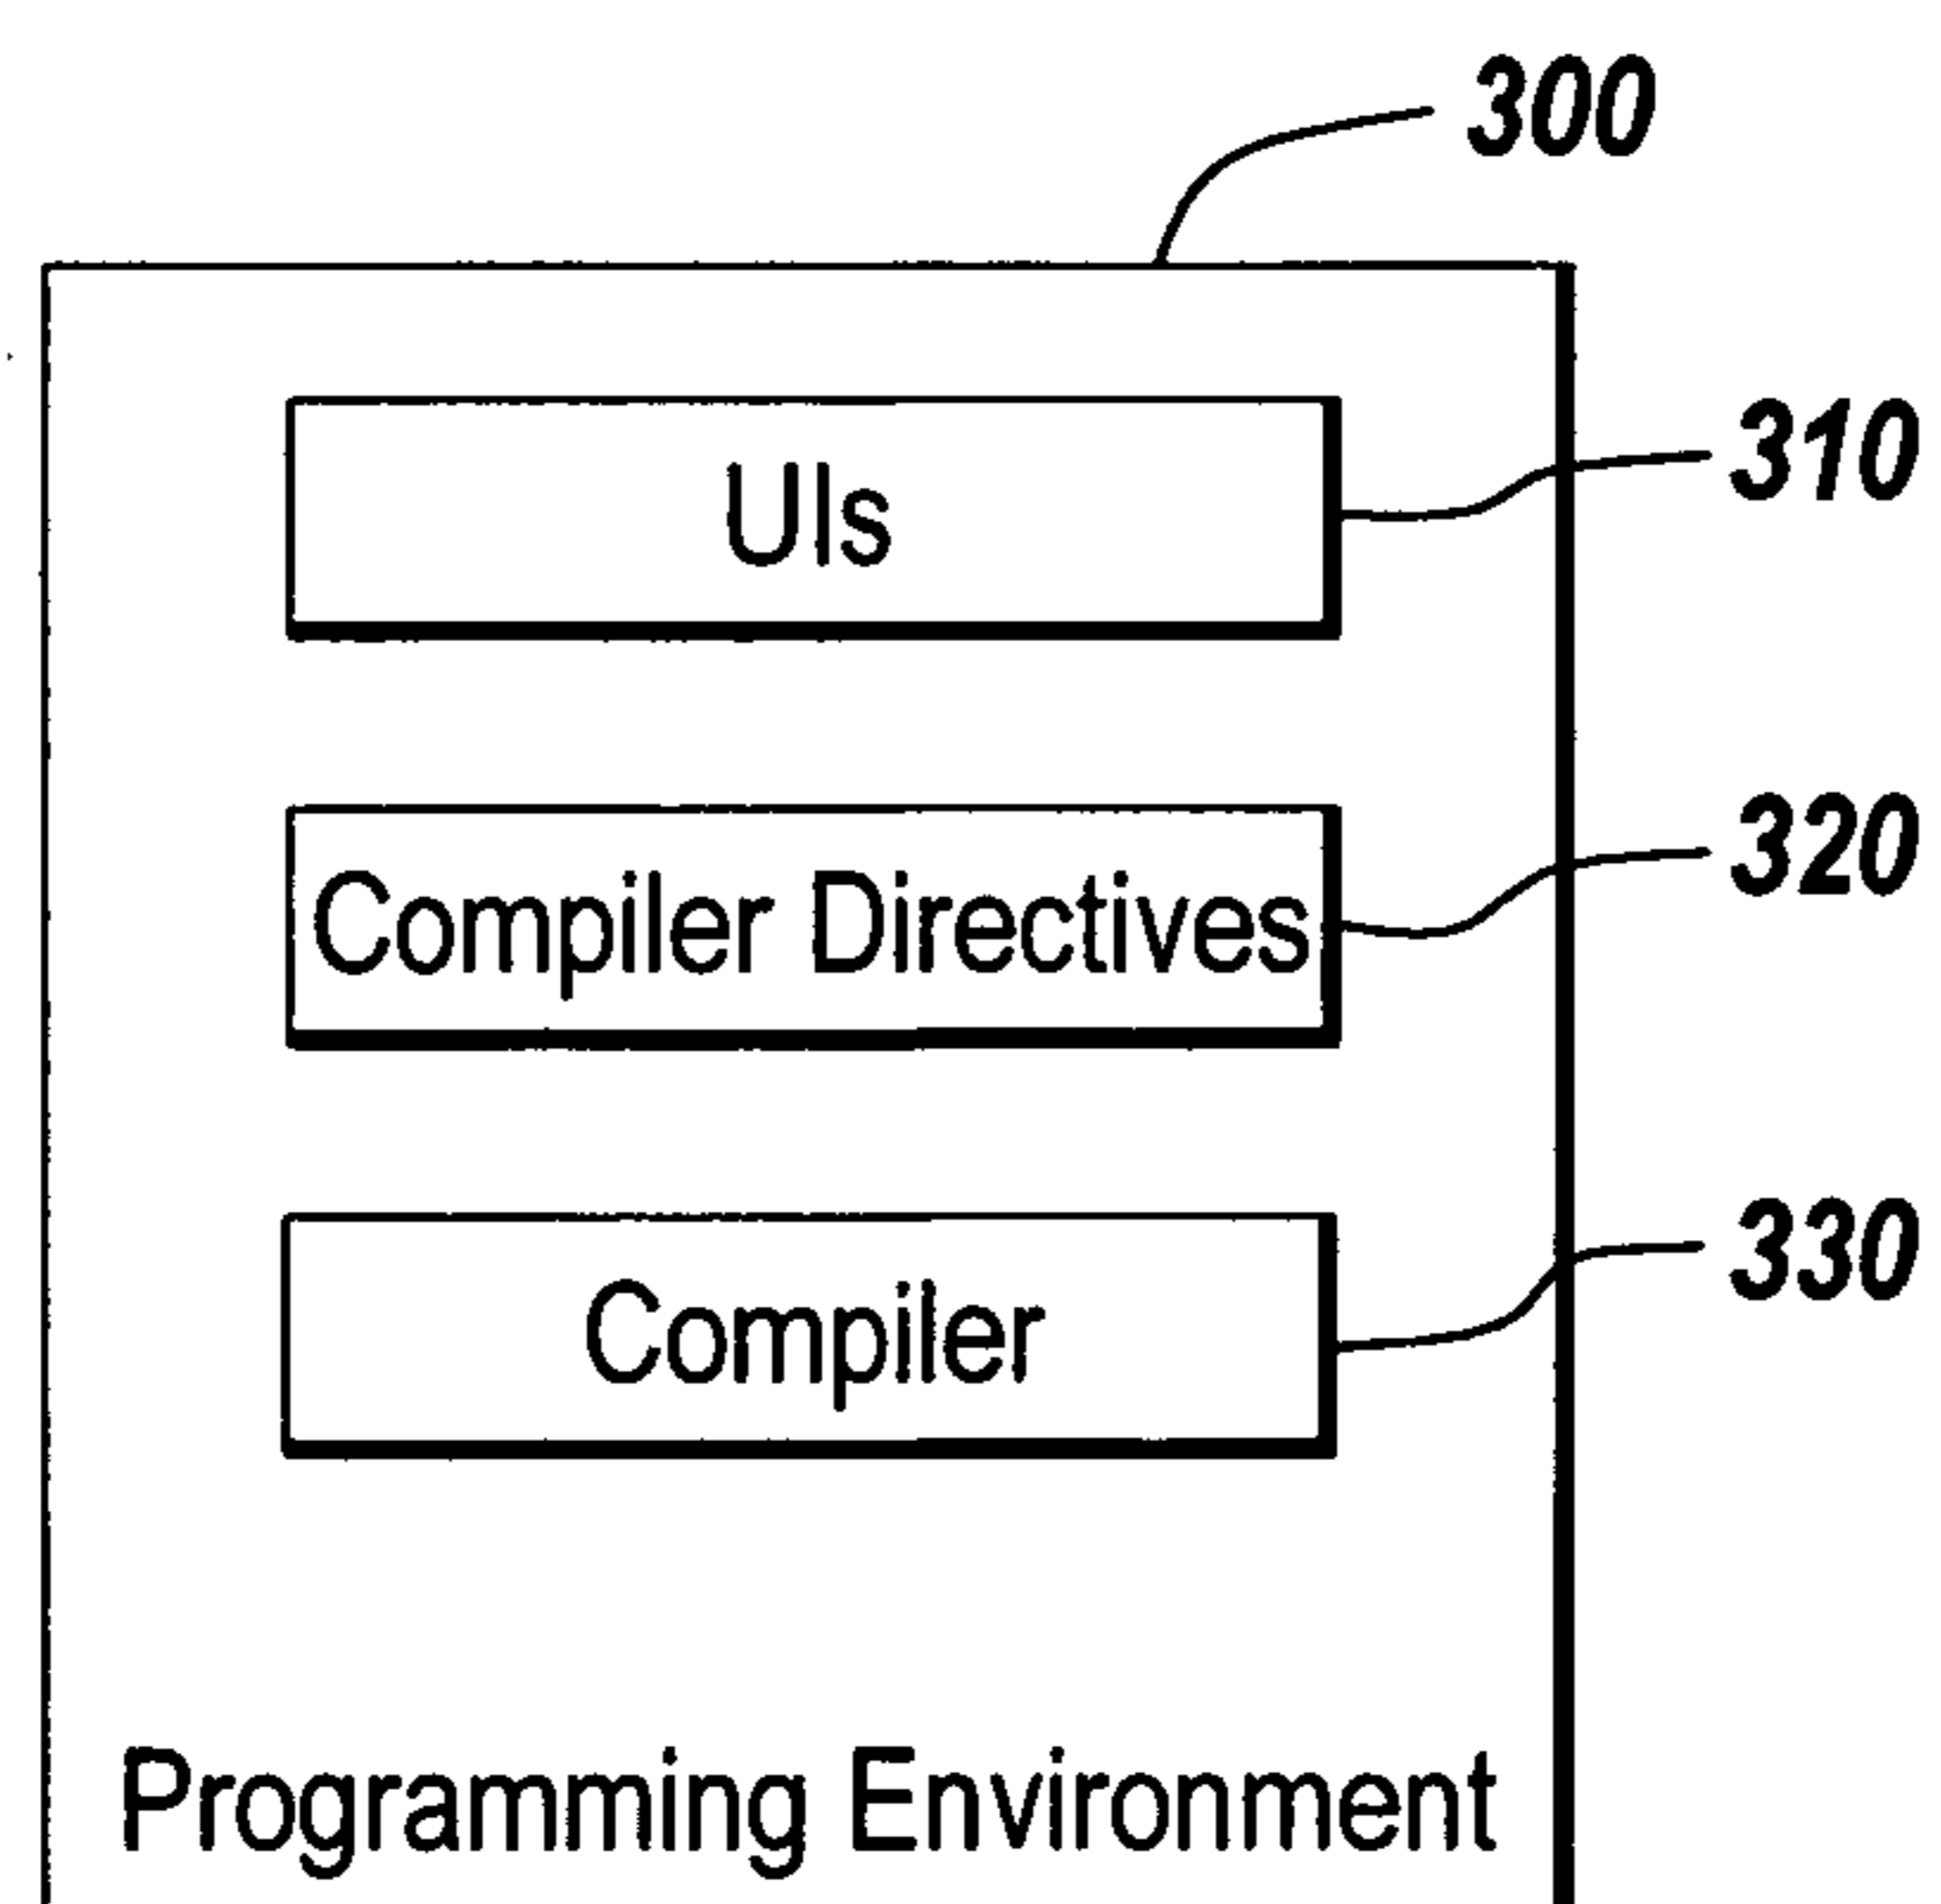 300
UIs
310
Compiler Directives
320
Compiler
330
Programming Environment